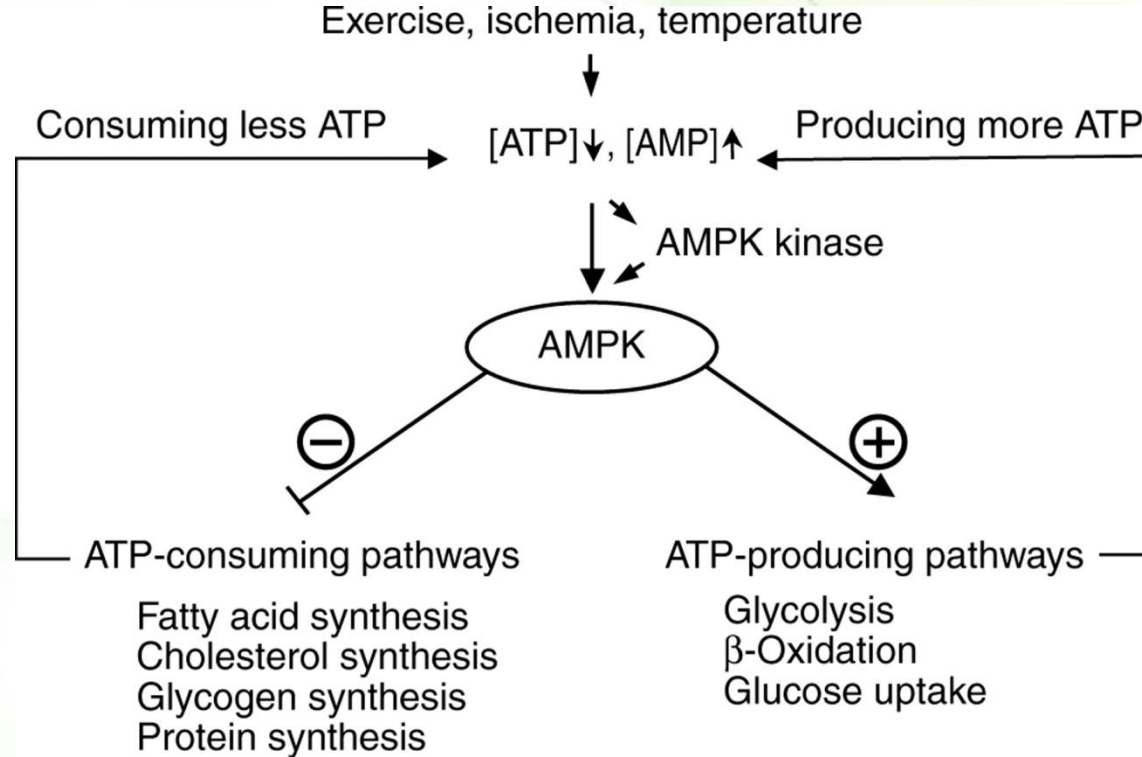 Exercise, ischemia, temperature
Consuming less ATP
[ATP]↓, [AMP]↑
Producing more ATP
AMPK kinase
AMPK
−
+
ATP-consuming pathways
Fatty acid synthesis
Cholesterol synthesis
Glycogen synthesis
Protein synthesis
ATP-producing pathways
Glycolysis
β-Oxidation
Glucose uptake